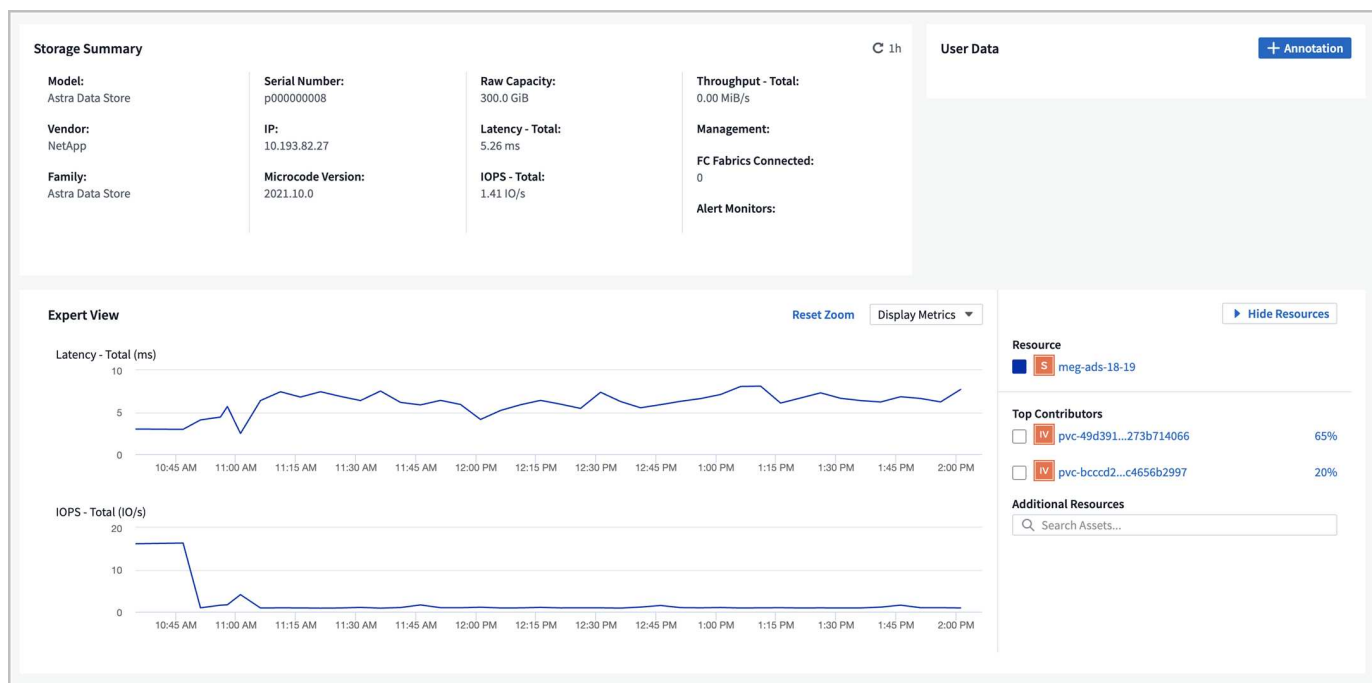 Storage Summary
1h
Model:
Astra Data Store
Vendor:
NetApp
Family:
Astra Data Store
Serial Number:
p000000008
IP:
10.193.82.27
Microcode Version:
2021.10.0
Raw Capacity:
300.0 GiB
Latency - Total:
5.26 ms
IOPS - Total:
1.41 IO/s
Throughput - Total:
0.00 MiB/s
Management:
FC Fabrics Connected:
0
Alert Monitors:
User Data
+ Annotation
Expert View
Reset Zoom
Display Metrics
Latency - Total (ms)
10
5
0
10:45 AM 11:00 AM 11:15 AM 11:30 AM 11:45 AM 12:00 PM 12:15 PM 12:30 PM 12:45 PM 1:00 PM 1:15 PM 1:30 PM 1:45 PM 2:00 PM
IOPS - Total (IO/s)
20
10
0
10:45 AM 11:00 AM 11:15 AM 11:30 AM 11:45 AM 12:00 PM 12:15 PM 12:30 PM 12:45 PM 1:00 PM 1:15 PM 1:30 PM 1:45 PM 2:00 PM
Hide Resources
Resource
S meg-ads-18-19
Top Contributors
IV pvc-49d391...273b714066 65%
IV pvc-bcccd2...c4656b2997 20%
Additional Resources
Search Assets...